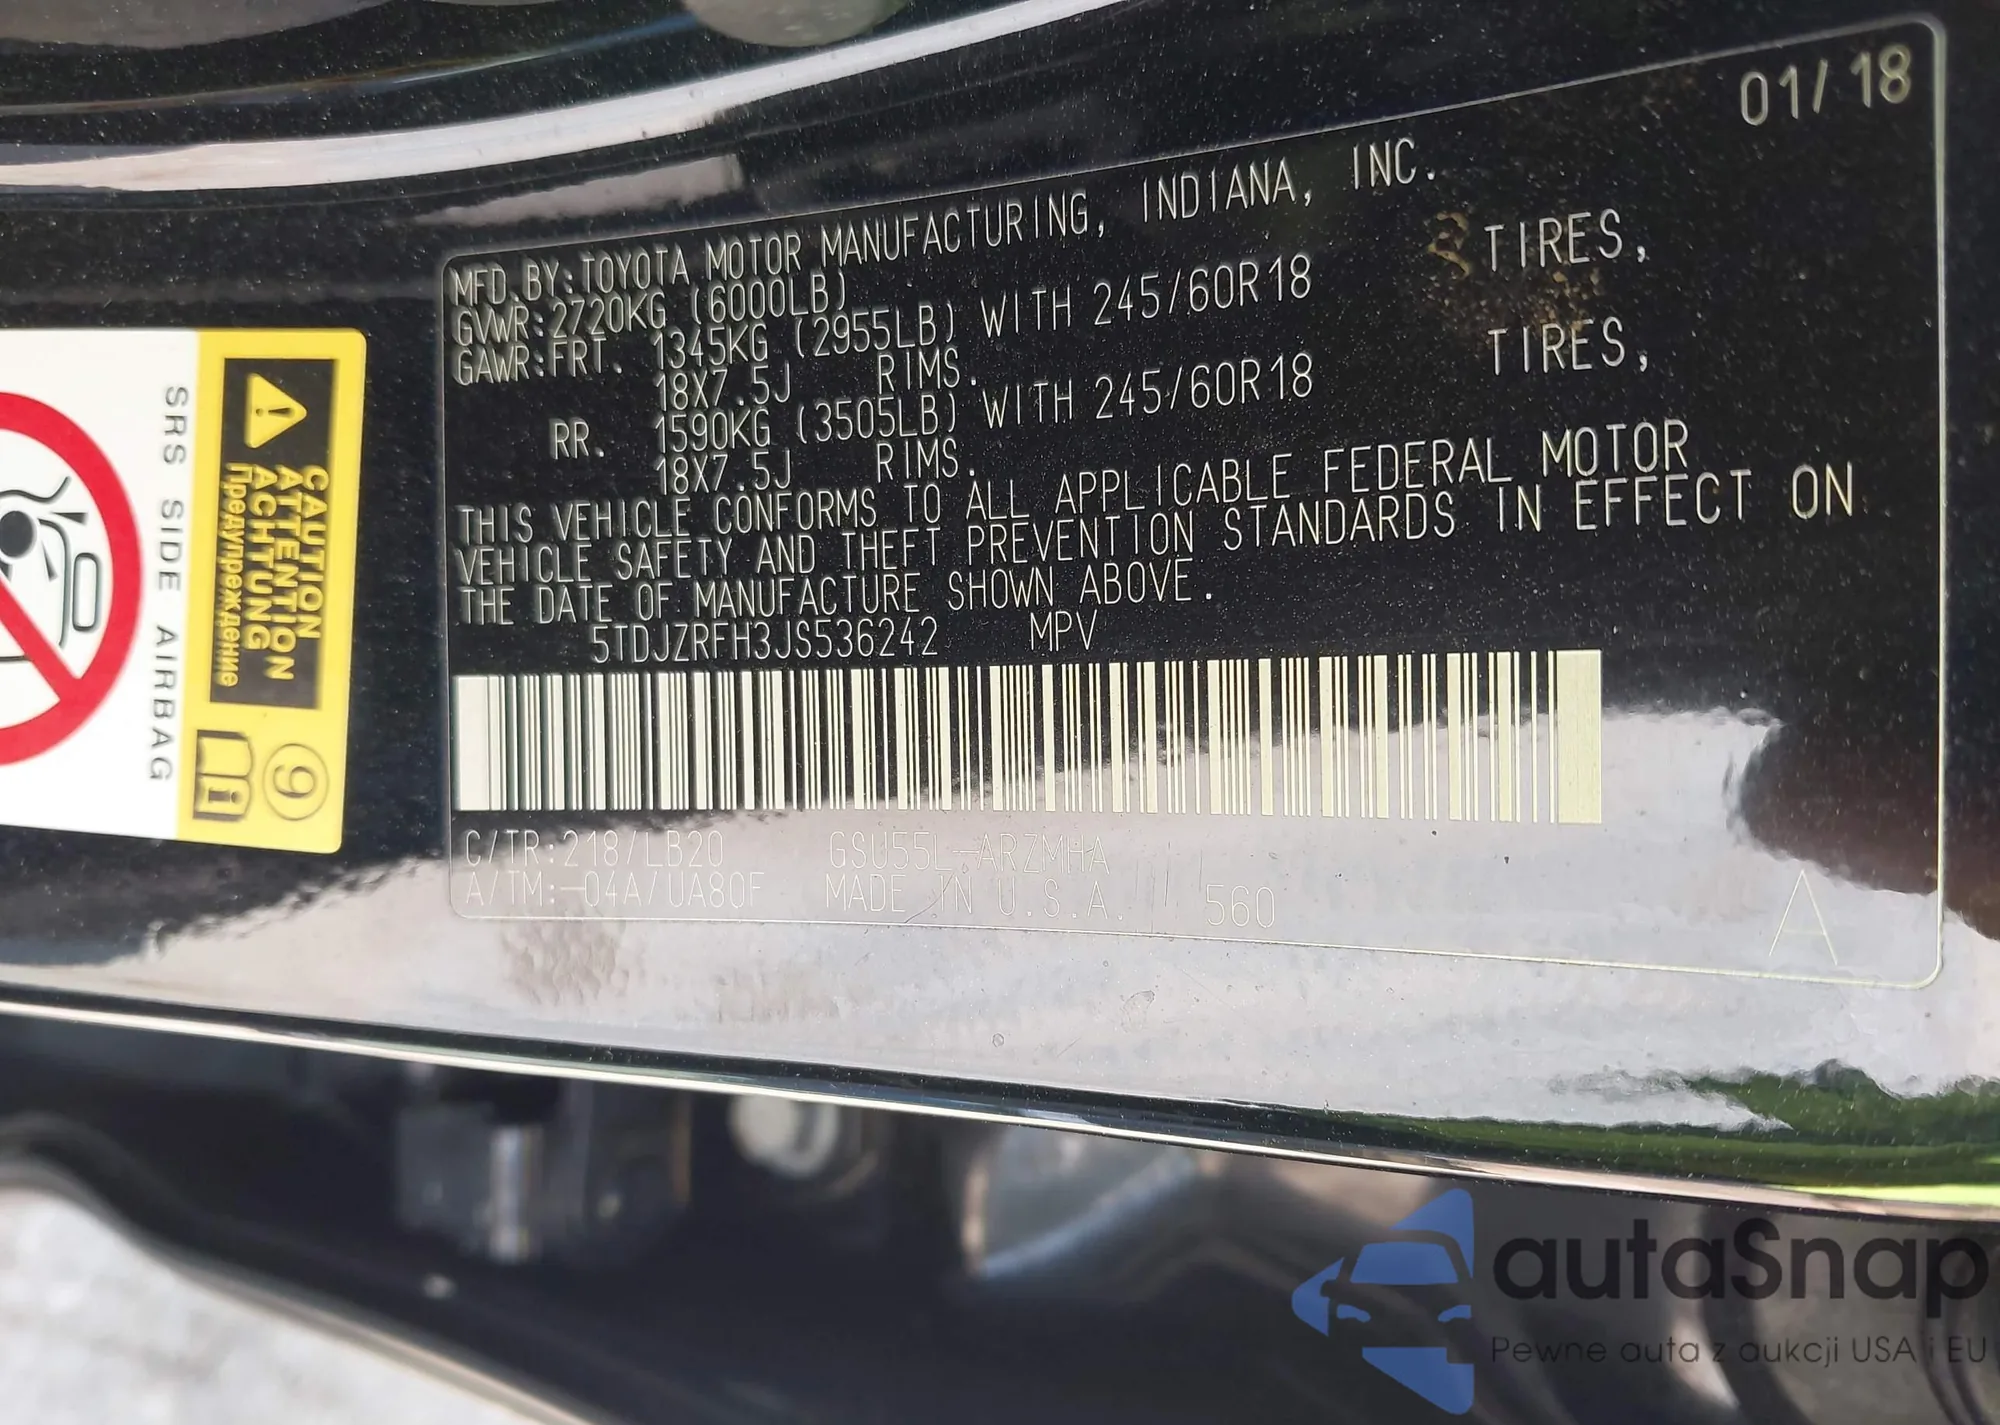 01/18
MFD.BY:TOYOTA MOTOR MANUFACTURING, INDIANA, INC.
GVWR:2720KG (6000LB)
GAWR:FRT. 1345KG (2955LB) WITH 245/60R18 TIRES,
18X7.5J RIMS.
RR. 1590KG (3505LB) WITH 245/60R18 TIRES,
18X7.5J RIMS.
THIS VEHICLE CONFORMS TO ALL APPLICABLE FEDERAL MOTOR
VEHICLE SAFETY AND THEFT PREVENTION STANDARDS IN EFFECT ON
THE DATE OF MANUFACTURE SHOWN ABOVE.
5TDJZRFH3JS536242 MPV
C/TR:218/LB20 GSU55L-ARZMHA
A/TM:-04A/UA80F MADE IN U.S.A. 560
A
CAUTION
ATTENTION
ACHTUNG
Предупреждение
SRS SIDE AIRBAG
9
i
autaSnap
Pewne auta z aukcji USA i EU